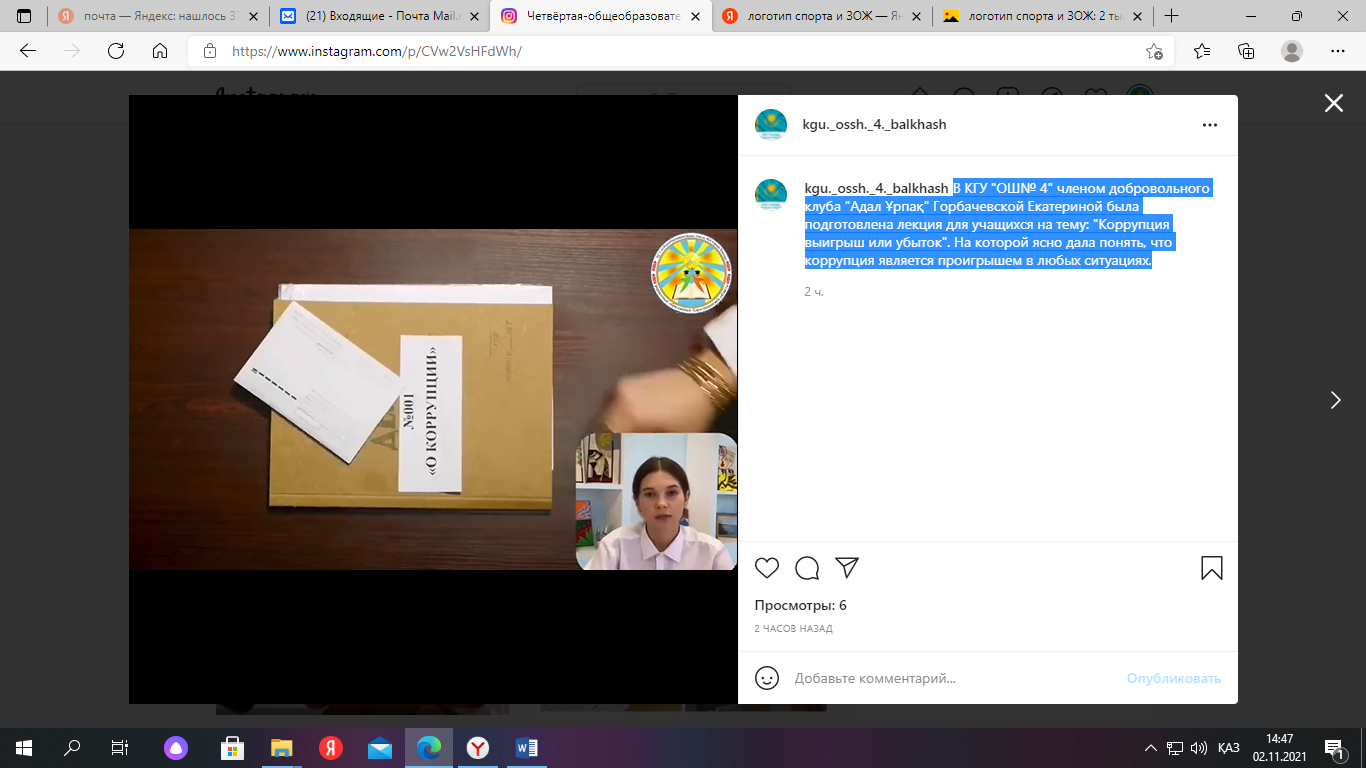 почта — Яндекс: нашлось 37
(21) Входящие - Почта Mail.r
Четвёртая-общеобразовате
логотип спорта и ЗОЖ — Ян
логотип спорта и ЗОЖ: 2 ты
https://www.instagram.com/p/CVw2VsHFdWh/
Instagram
kgu._ossh._4._balkhash
kgu._ossh._4._balkhash В КГУ "ОШ№ 4" членом добровольного
клуба "Адал Ұрпақ" Горбачевской Екатериной была
подготовлена лекция для учащихся на тему: "Коррупция
выигрыш или убыток". На которой ясно дала понять, что
коррупция является проигрышем в любых ситуациях.
2 ч.
№001
«О КОРРУПЦИИ»
Просмотры: 6
2 ЧАСОВ НАЗАД
Добавьте комментарий...
Опубликовать
ҚАЗ
14:47
02.11.2021
1